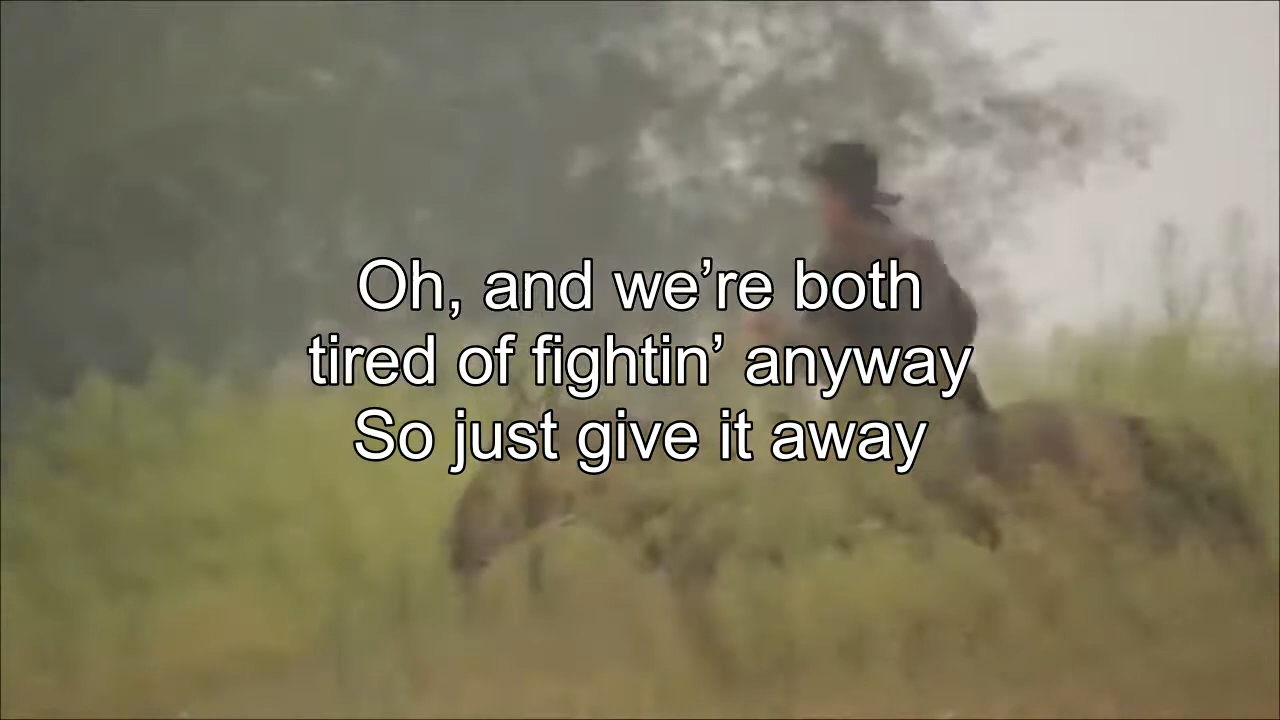 Oh, and we’re both
tired of fightin’ anyway
So just give it away